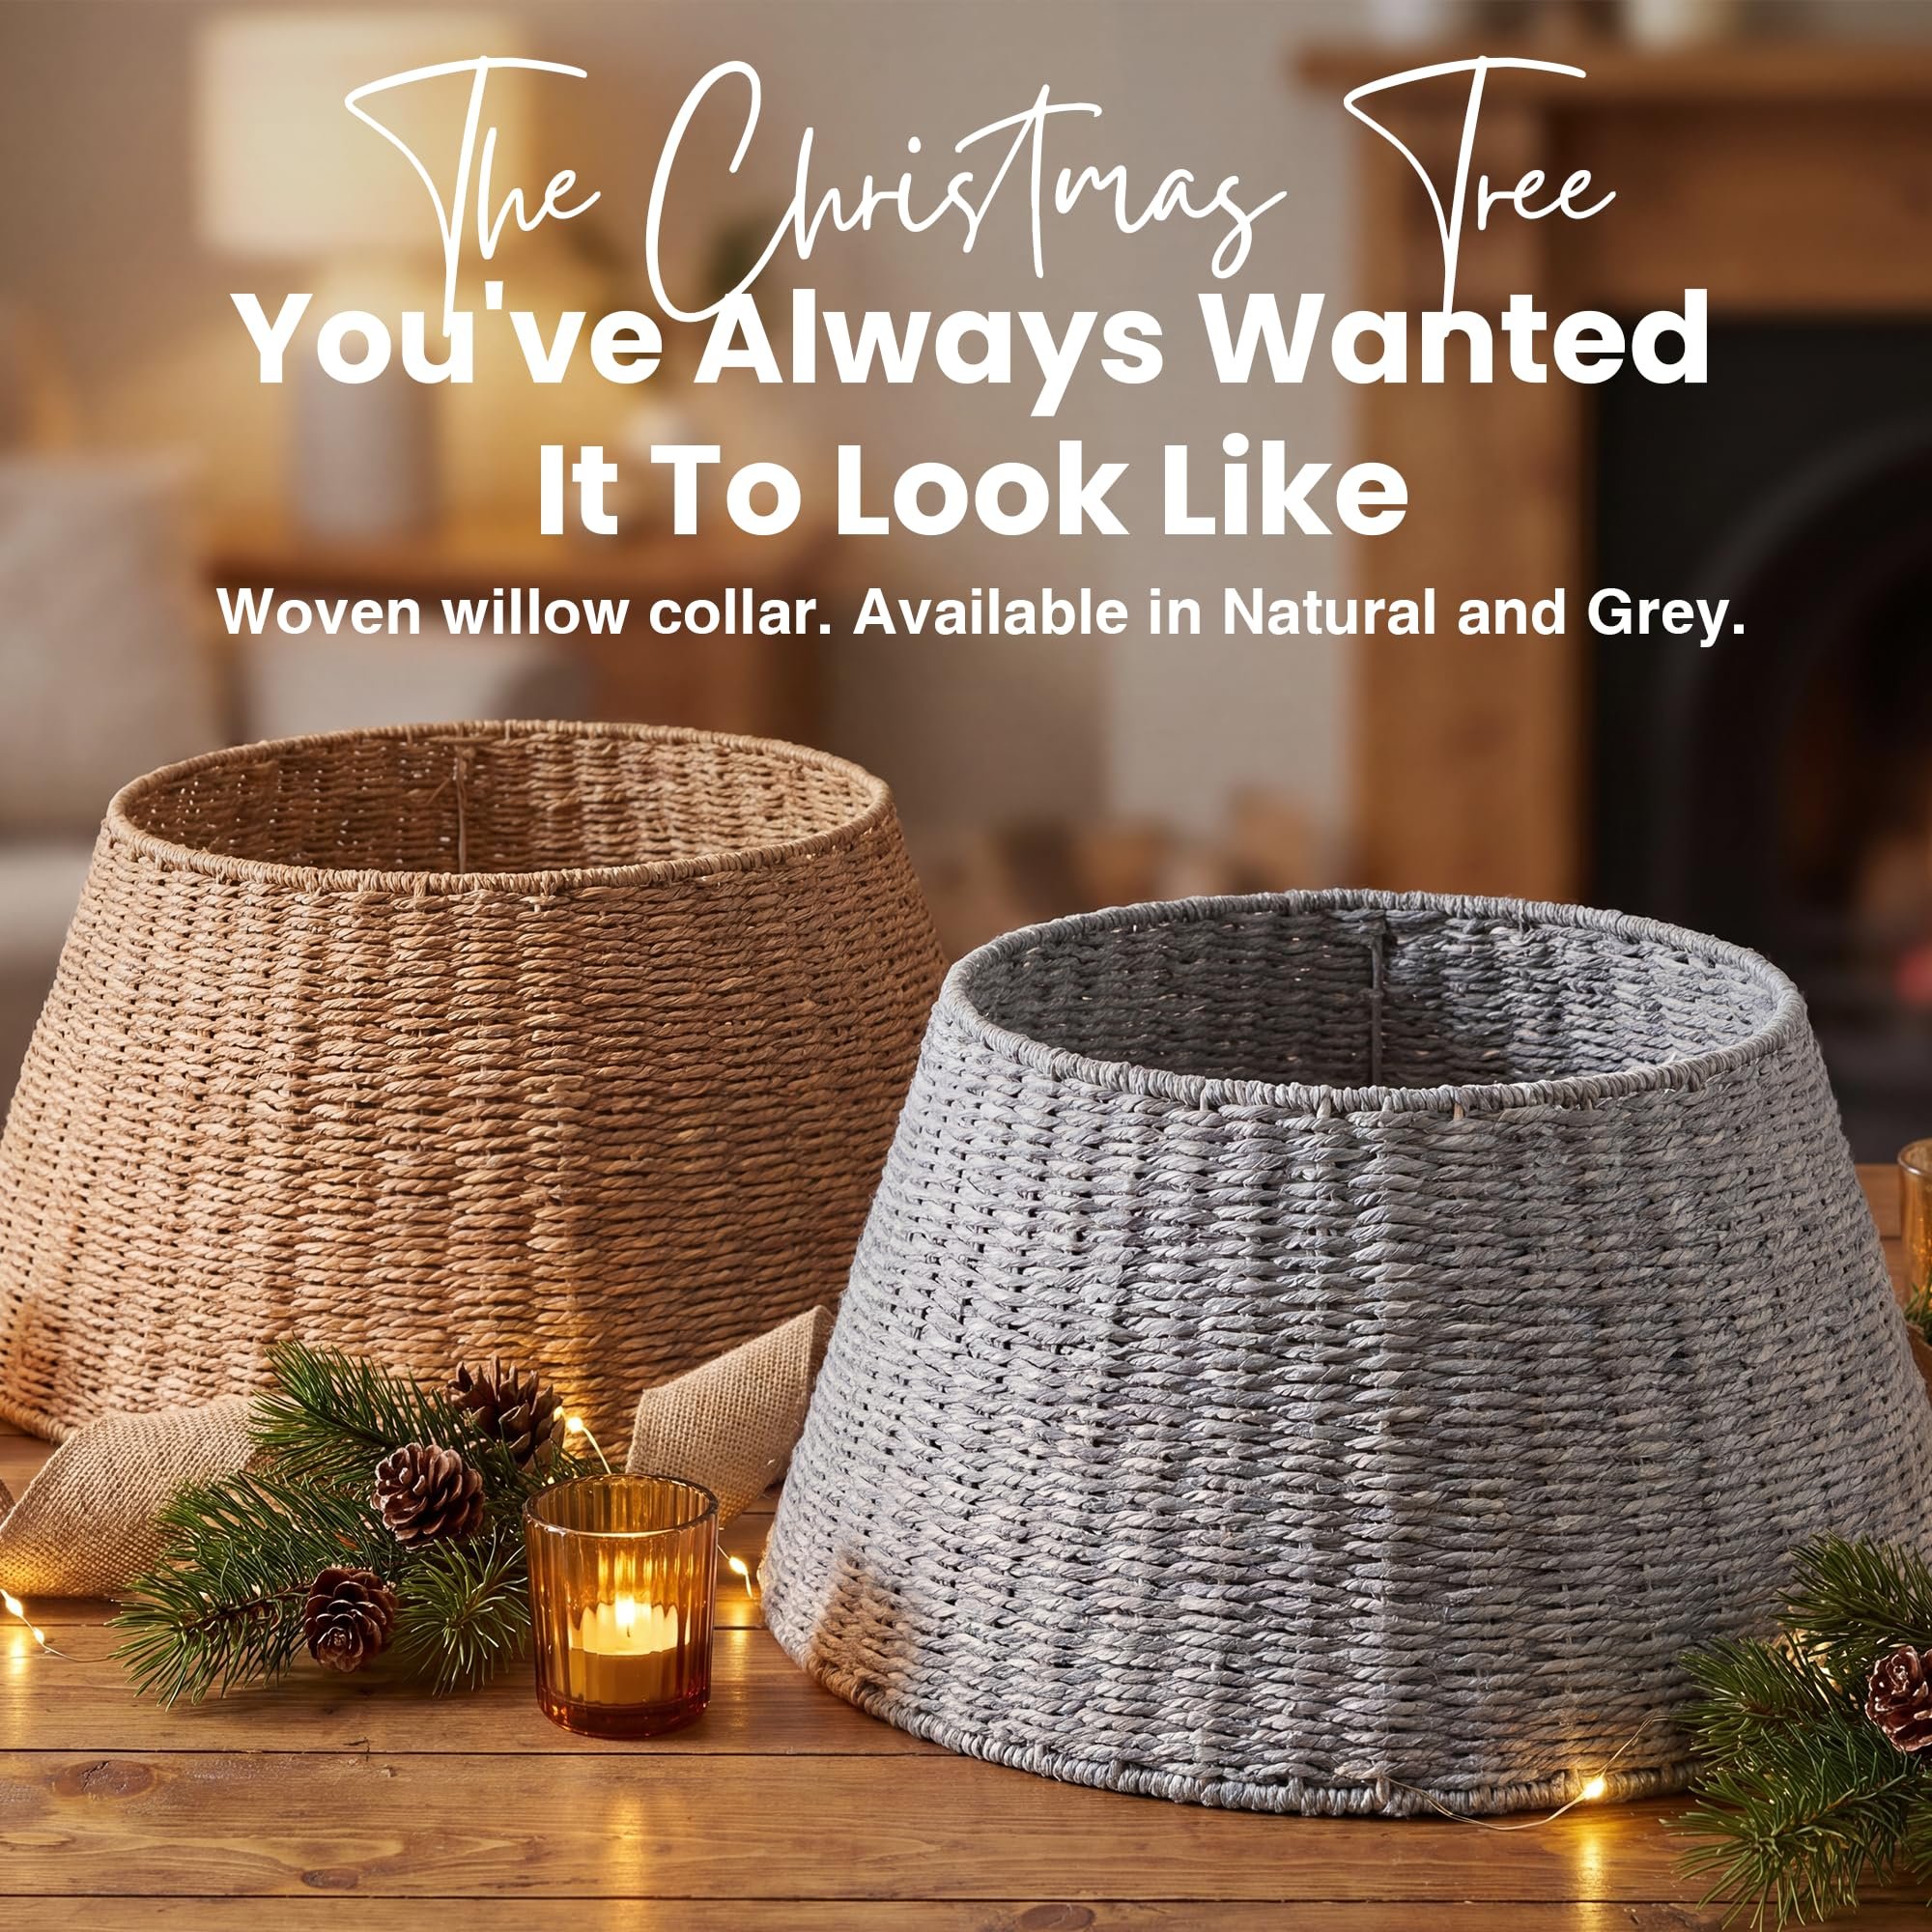 The Christmas Tree
You've Always Wanted
It To Look Like
Woven willow collar. Available in Natural and Grey.